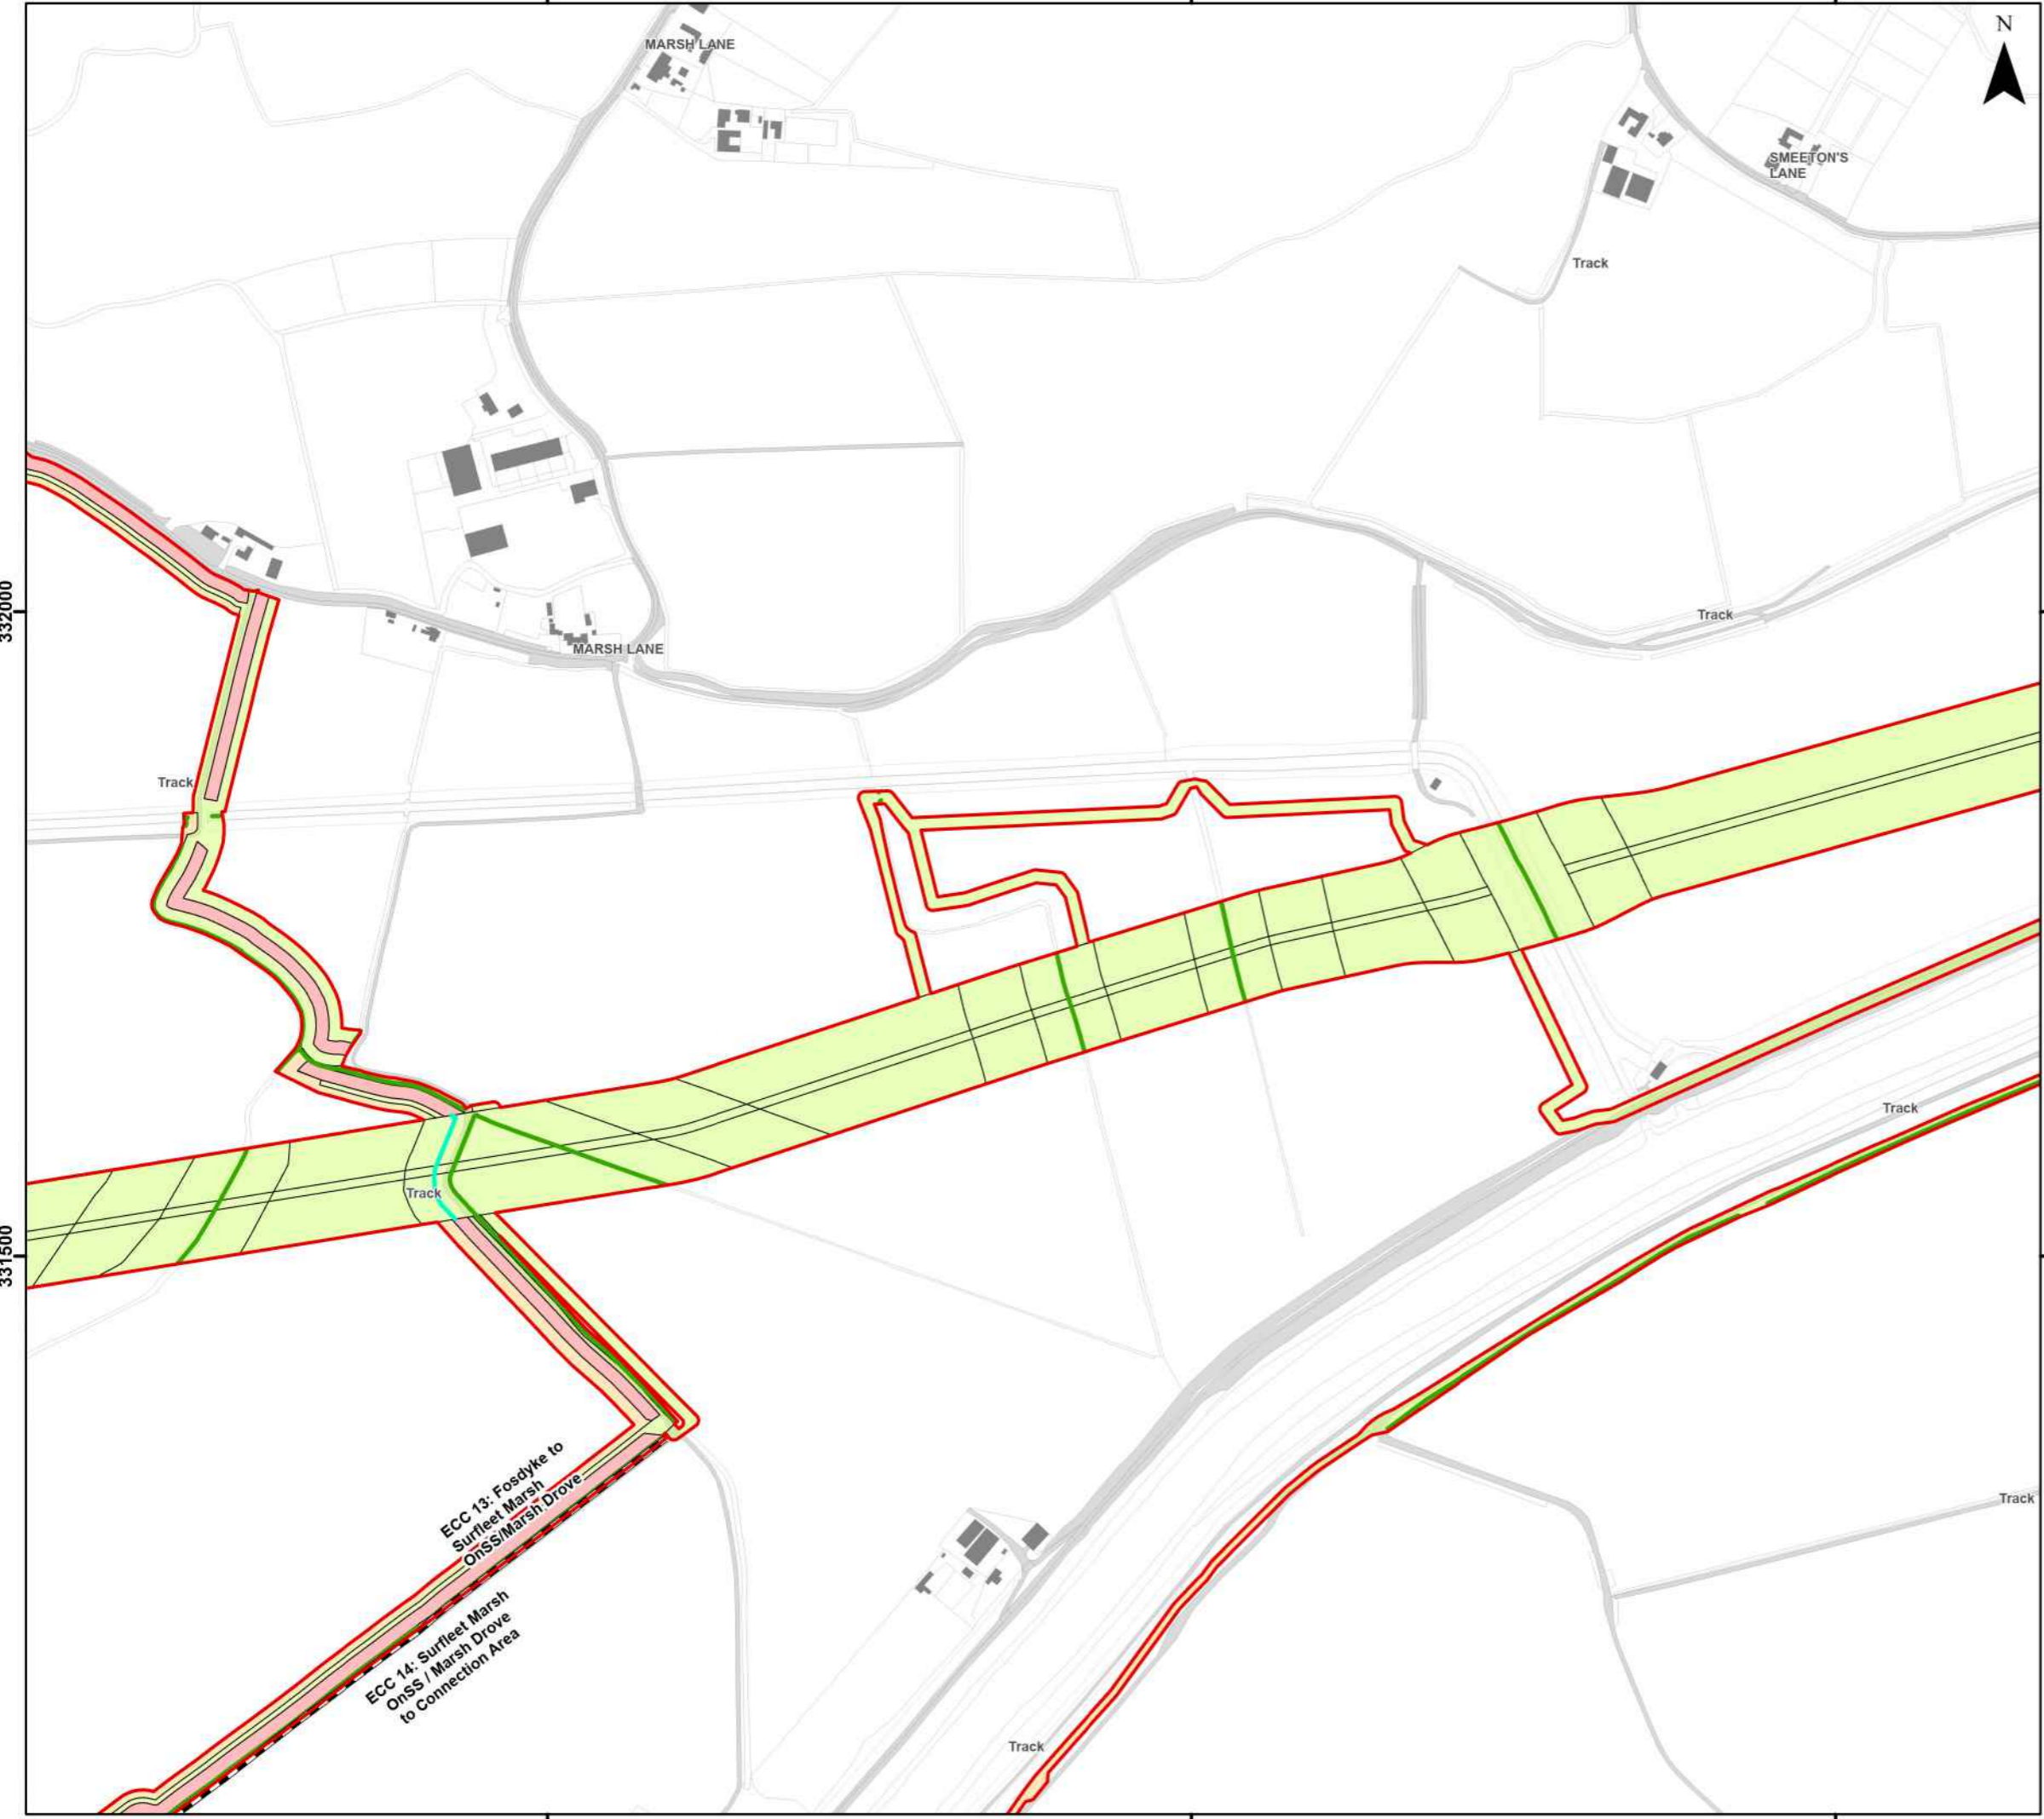 N
MARSH LANE
SMEETON'S
LANE
Track
332000
MARSH LANE
Track
Track
Track
Track
331500
ECC 13: Fosdyke to
Surfleet Marsh
OnSS/Marsh Drove
Track
ECC 14: Surfleet Marsh
OnSS / Marsh Drove
to Connection Area
Track